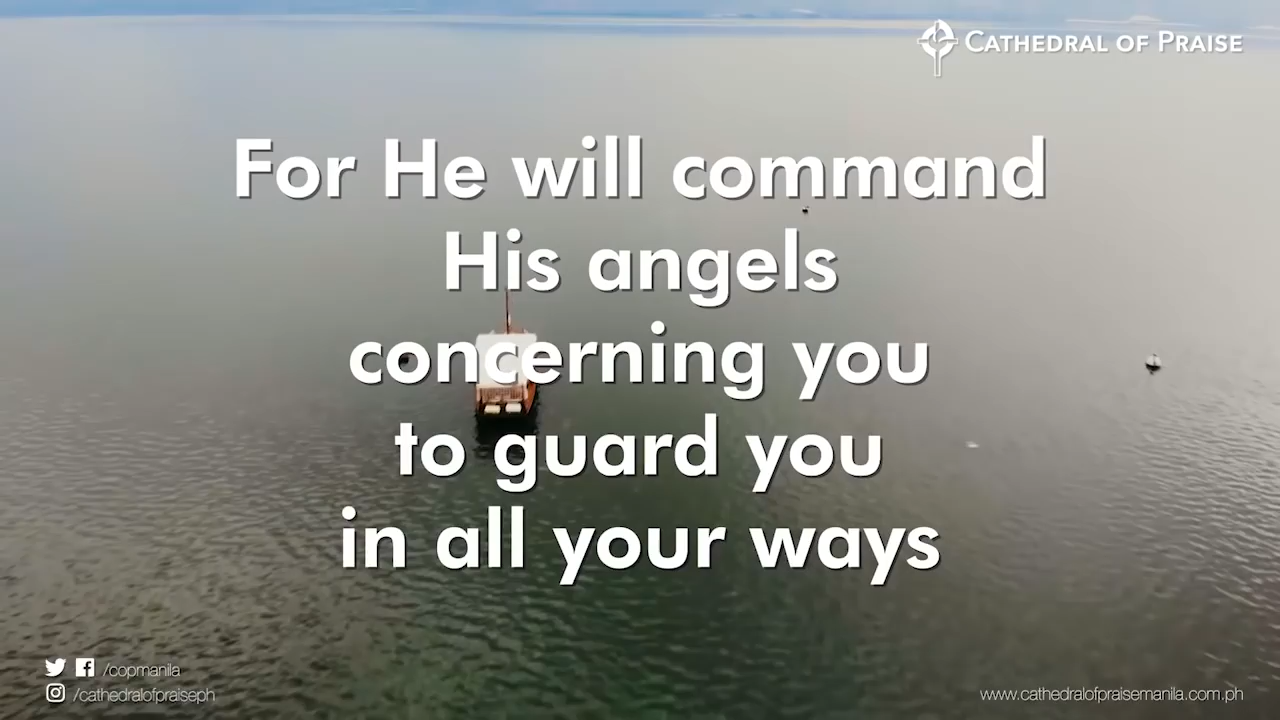 CATHEDRAL OF PRAISE
For He will command
His angels
concerning you
to guard you
in all your ways
/copmanila
/cathedralofpraiseph
www.cathedralofpraisemanila.com.ph